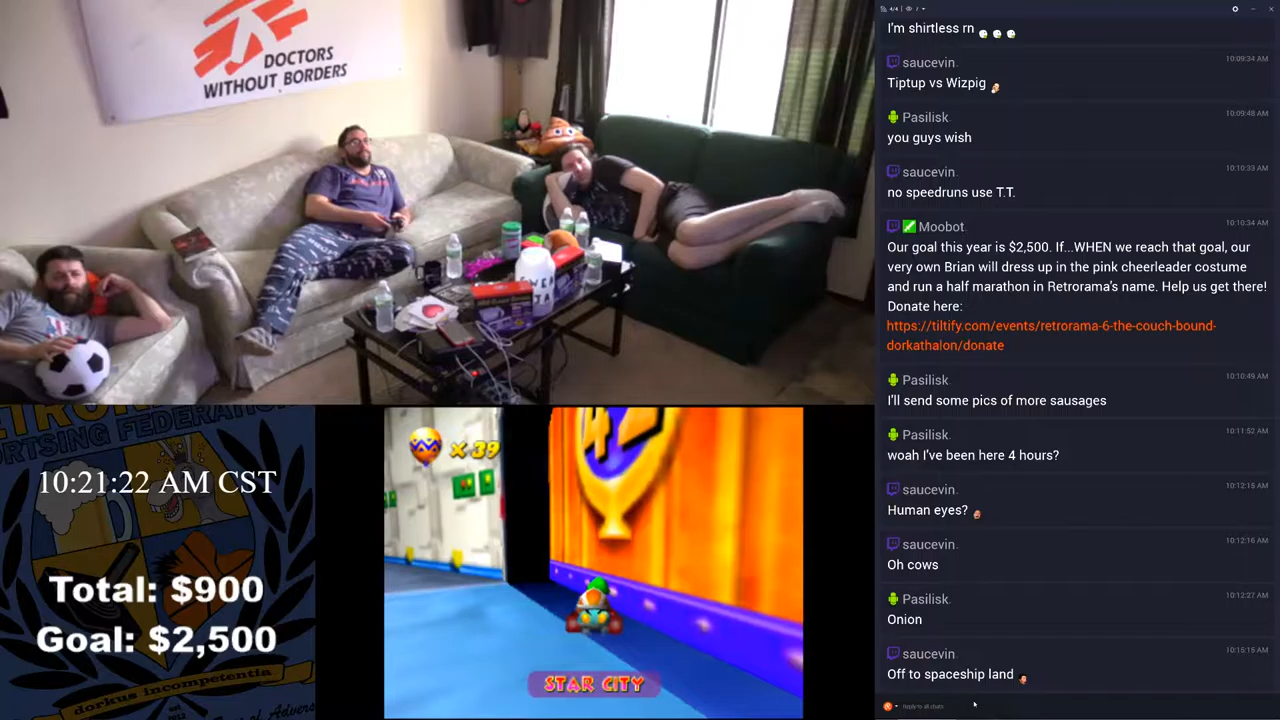 DOCTORS
WITHOUT BORDERS
10:21:22 AM CST
Total: $900
Goal: $2,500
dorkus incompetentia
x 39
STAR CITY
4/4
I'm shirtless rn
saucevin.
10:09:34 AM
Tiptup vs Wizpig
Pasilisk.
10:09:48 AM
you guys wish
saucevin.
10:10:33 AM
no speedruns use T.T.
Moobot.
10:10:34 AM
Our goal this year is $2,500. If...WHEN we reach that goal, our
very own Brian will dress up in the pink cheerleader costume
and run a half marathon in Retrorama's name. Help us get there!
Donate here:
https://tiltify.com/events/retrorama-6-the-couch-bound-
dorkathalon/donate
Pasilisk.
10:10:49 AM
I'll send some pics of more sausages
Pasilisk.
10:11:52 AM
woah I've been here 4 hours?
saucevin.
10:12:15 AM
Human eyes?
saucevin.
10:12:16 AM
Oh cows
Pasilisk.
10:12:27 AM
Onion
saucevin.
10:15:15 AM
Off to spaceship land
Reply to all chats